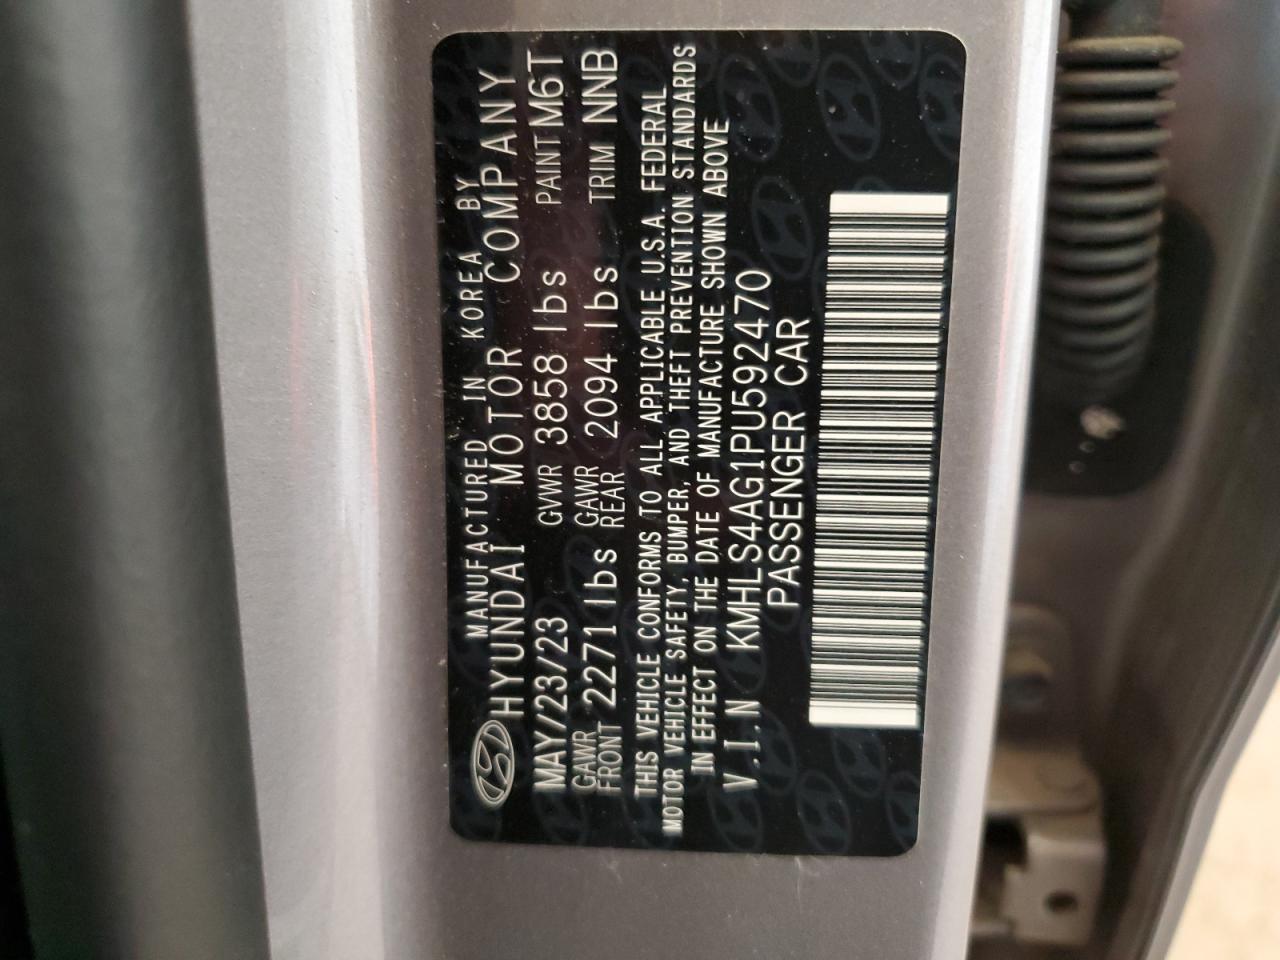 MANUFACTURED IN KOREA BY
HYUNDAI MOTOR COMPANY
MAY/23/23 GVWR 3858 lbs PAINT M6T
GAWR FRONT 2271 lbs GAWR REAR 2094 lbs TRIM NNB
THIS VEHICLE CONFORMS TO ALL APPLICABLE U.S.A. FEDERAL
MOTOR VEHICLE SAFETY, BUMPER, AND THEFT PREVENTION STANDARDS
IN EFFECT ON THE DATE OF MANUFACTURE SHOWN ABOVE
V.I.N KMHLS4AG1PU592470
PASSENGER CAR